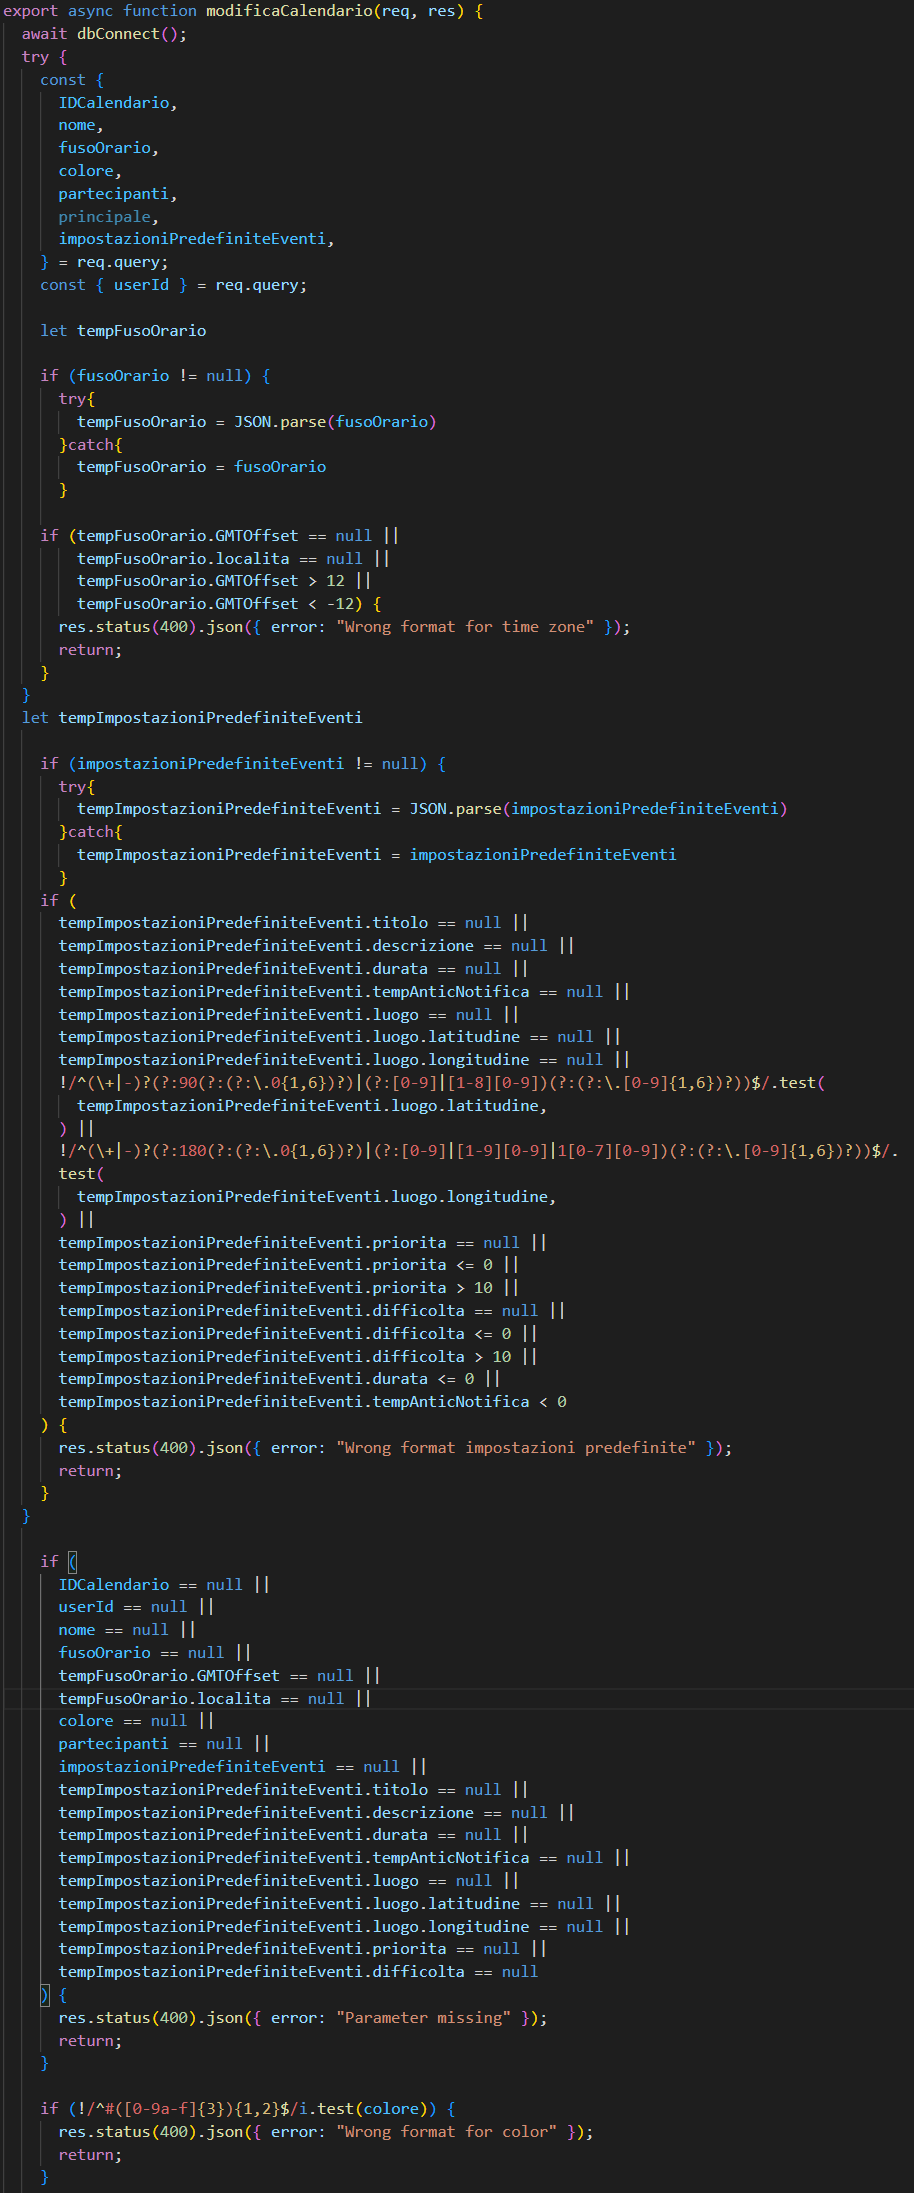 export async function modificaCalendario(req, res) {
await dbConnect();
try {
const {
IDCalendario,
nome,
fusoOrario,
colore,
partecipanti,
principale,
impostazioniPredefiniteEventi,
} = req.query;
const { userId } = req.query;
let tempFusoOrario
if (fusoOrario != null) {
try{
tempFusoOrario = JSON.parse(fusoOrario)
}catch{
tempFusoOrario = fusoOrario
}
if (tempFusoOrario.GMTOffset == null ||
tempFusoOrario.localita == null ||
tempFusoOrario.GMTOffset > 12 ||
tempFusoOrario.GMTOffset < -12) {
res.status(400).json({ error: "Wrong format for time zone" });
return;
}
}
let tempImpostazioniPredefiniteEventi
if (impostazioniPredefiniteEventi != null) {
try{
tempImpostazioniPredefiniteEventi = JSON.parse(impostazioniPredefiniteEventi)
}catch{
tempImpostazioniPredefiniteEventi = impostazioniPredefiniteEventi
}
if (
tempImpostazioniPredefiniteEventi.titolo == null ||
tempImpostazioniPredefiniteEventi.descrizione == null ||
tempImpostazioniPredefiniteEventi.durata == null ||
tempImpostazioniPredefiniteEventi.tempAnticNotifica == null ||
tempImpostazioniPredefiniteEventi.luogo == null ||
tempImpostazioniPredefiniteEventi.luogo.latitudine == null ||
tempImpostazioniPredefiniteEventi.luogo.longitudine == null ||
!/^(\+|-)?(?:90(?:(?:\.0{1,6})?)|(?:[0-9]|[1-8][0-9])(?:(?:\.[0-9]{1,6})?))$/.test(
tempImpostazioniPredefiniteEventi.luogo.latitudine,
) ||
!/^(\+|-)?(?:180(?:(?:\.0{1,6})?)|(?:[0-9]|[1-9][0-9]|1[0-7][0-9])(?:(?:\.[0-9]{1,6})?))$/.
test(
tempImpostazioniPredefiniteEventi.luogo.longitudine,
) ||
tempImpostazioniPredefiniteEventi.priorita == null ||
tempImpostazioniPredefiniteEventi.priorita <= 0 ||
tempImpostazioniPredefiniteEventi.priorita > 10 ||
tempImpostazioniPredefiniteEventi.difficolta == null ||
tempImpostazioniPredefiniteEventi.difficolta <= 0 ||
tempImpostazioniPredefiniteEventi.difficolta > 10 ||
tempImpostazioniPredefiniteEventi.durata <= 0 ||
tempImpostazioniPredefiniteEventi.tempAnticNotifica < 0
) {
res.status(400).json({ error: "Wrong format impostazioni predefinite" });
return;
}
}
if (
IDCalendario == null ||
userId == null ||
nome == null ||
fusoOrario == null ||
tempFusoOrario.GMTOffset == null ||
tempFusoOrario.localita == null ||
colore == null ||
partecipanti == null ||
impostazioniPredefiniteEventi == null ||
tempImpostazioniPredefiniteEventi.titolo == null ||
tempImpostazioniPredefiniteEventi.descrizione == null ||
tempImpostazioniPredefiniteEventi.durata == null ||
tempImpostazioniPredefiniteEventi.tempAnticNotifica == null ||
tempImpostazioniPredefiniteEventi.luogo == null ||
tempImpostazioniPredefiniteEventi.luogo.latitudine == null ||
tempImpostazioniPredefiniteEventi.luogo.longitudine == null ||
tempImpostazioniPredefiniteEventi.priorita == null ||
tempImpostazioniPredefiniteEventi.difficolta == null
) {
res.status(400).json({ error: "Parameter missing" });
return;
}
if (!/^#([0-9a-f]{3}){1,2}$/i.test(colore)) {
res.status(400).json({ error: "Wrong format for color" });
return;
}